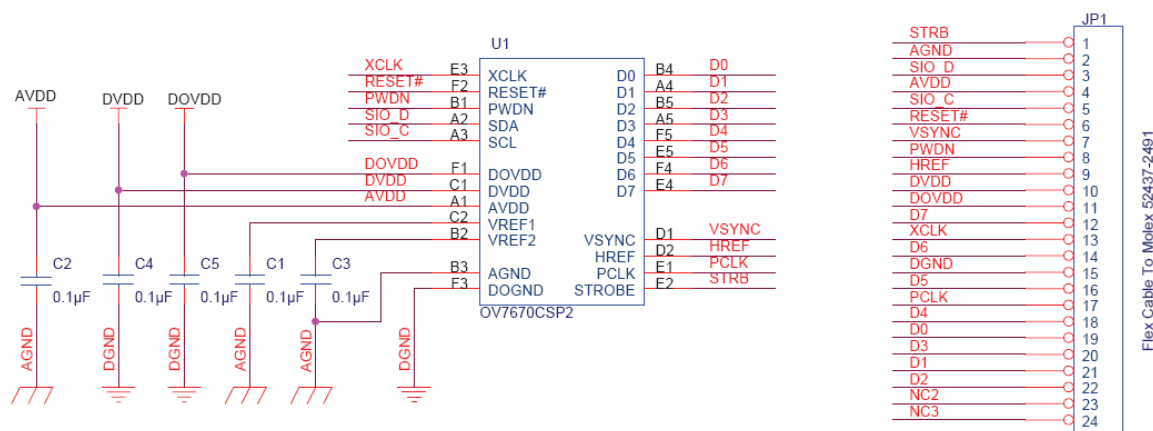 AVDD
DVDD
DOVDD
C2
0.1µF
C4
0.1µF
C5
0.1µF
C1
0.1µF
C3
0.1µF
AGND
DGND
DGND
AGND
AGND
DGND
U1
XCLK E3 XCLK
RESET# F2 RESET#
PWDN B1 PWDN
SIO_D A2 SDA
SIO_C A3 SCL
DOVDD F1 DOVDD
DVDD C1 DVDD
AVDD A1 AVDD
C2 VREF1
B2 VREF2
B3 AGND
F3 DOGND
D0 B4 D0
D1 A4 D1
D2 B5 D2
D3 A5 D3
D4 F5 D4
D5 E5 D5
D6 F4 D6
D7 E4 D7
VSYNC D1 VSYNC
HREF D2 HREF
PCLK E1 PCLK
STROBE F2 STRB
OV7670CSP2
JP1
STRB 1
AGND 2
SIO_D 3
AVDD 4
SIO_C 5
RESET# 6
VSYNC 7
PWDN 8
HREF 9
DVDD 10
DOVDD 11
D7 12
XCLK 13
D6 14
DGND 15
D5 16
PCLK 17
D4 18
D0 19
D3 20
D1 21
D2 22
NC2 23
NC3 24
Flex Cable To Molex 52437-2491